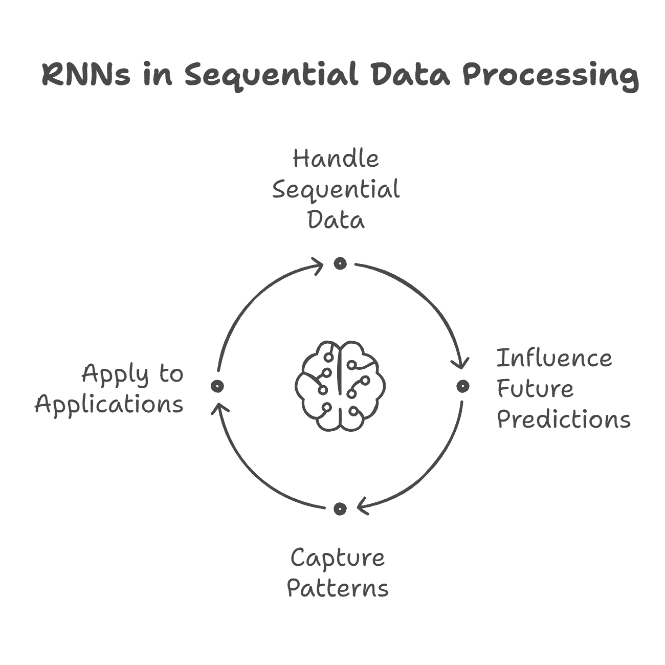 RNNs in Sequential Data Processing
Handle
Sequential
Data
Influence
Future
Predictions
Capture
Patterns
Apply to
Applications